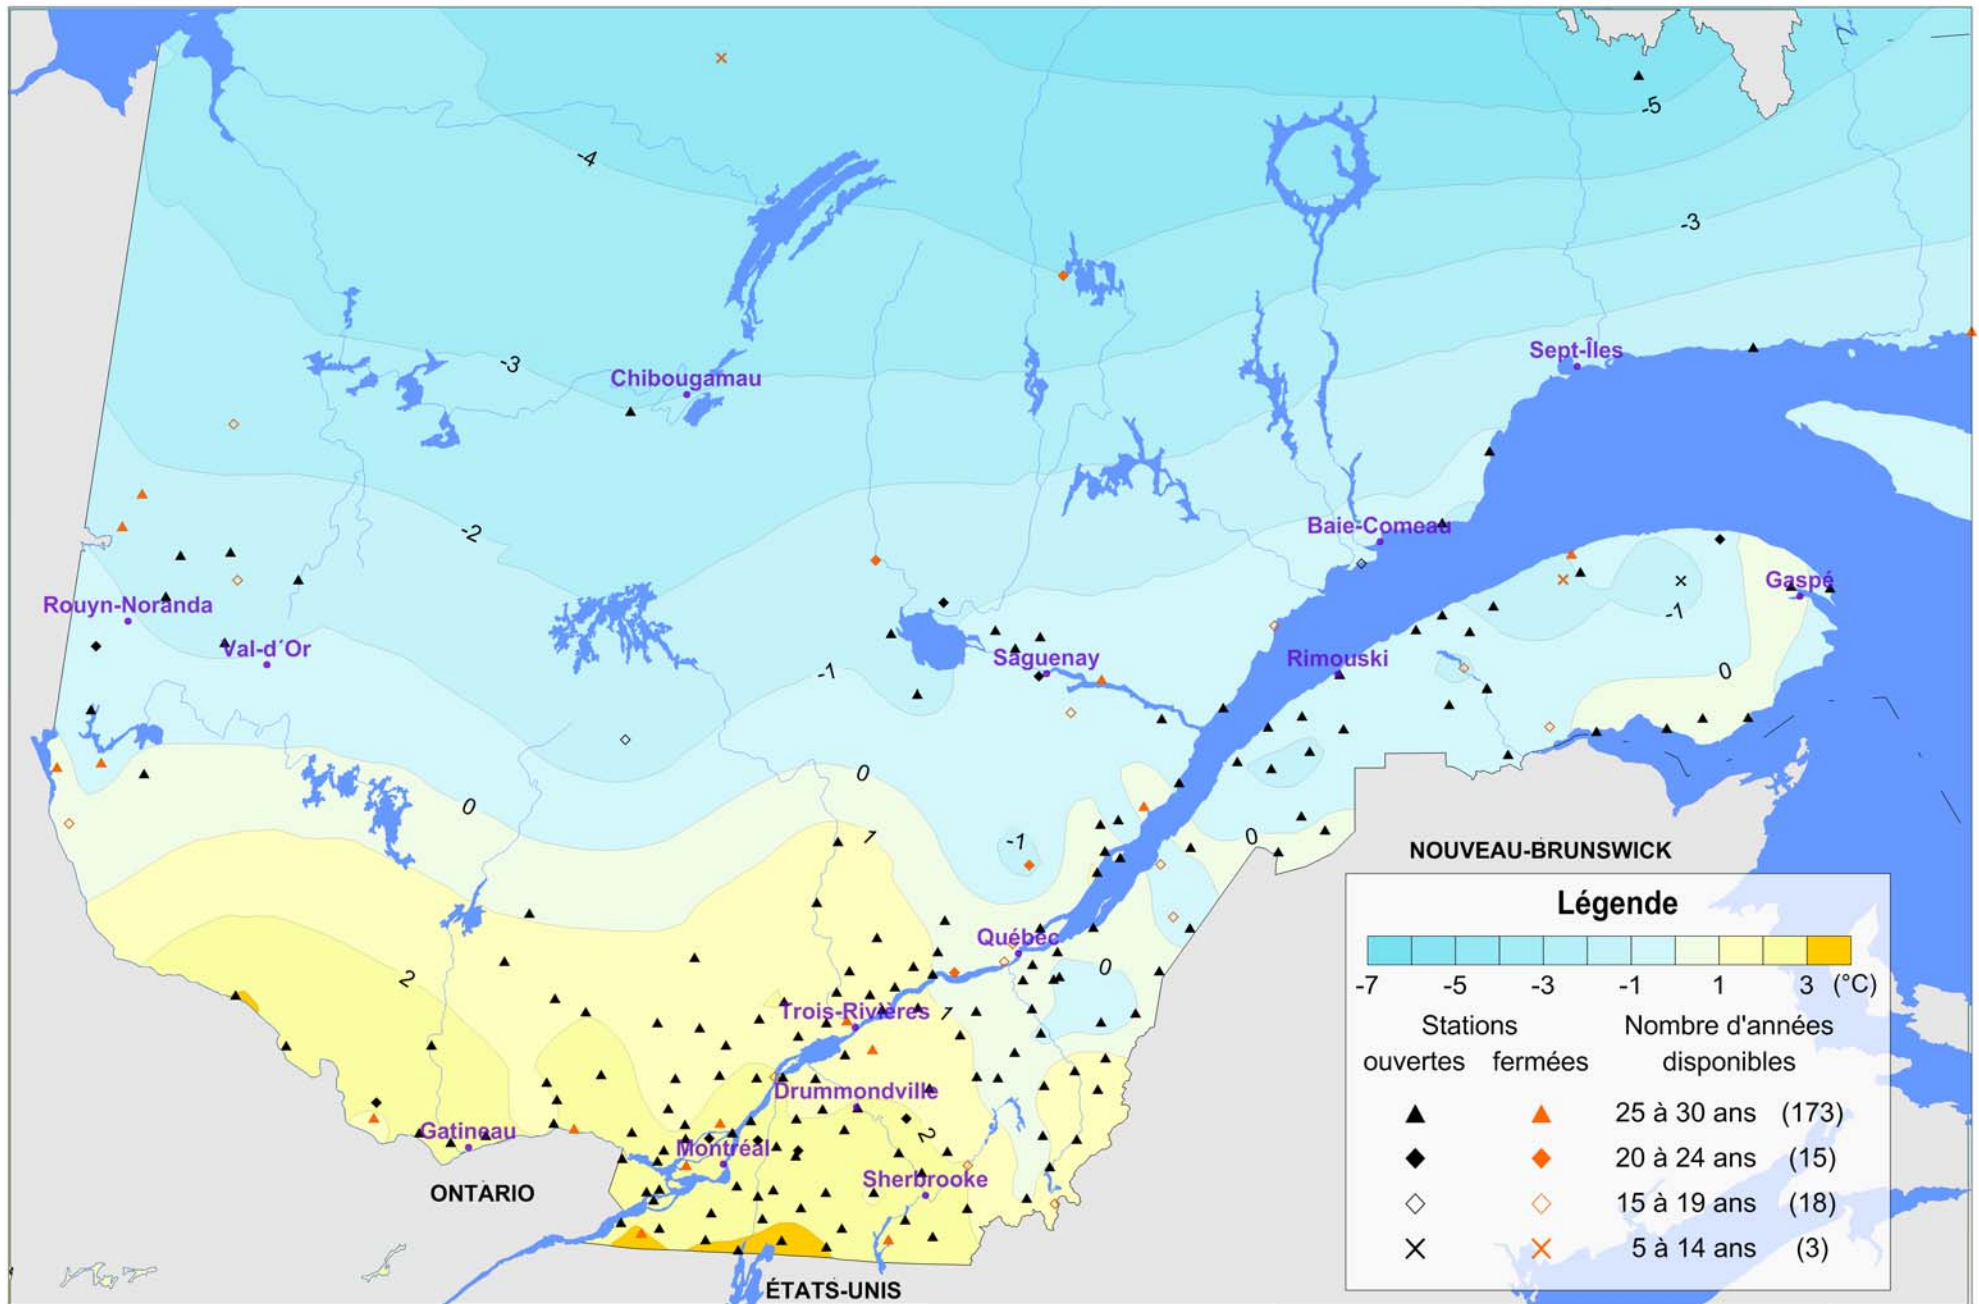 -5
-4
-3
-3
Sept-Îles
Chibougamau
Baie-Comeau
-2
Gaspé
Rouyn-Noranda
-1
Val-d´Or
Saguenay
Rimouski
-1
0
0
0
1
-1
0
NOUVEAU-BRUNSWICK
Québec
0
2
Trois-Rivières
1
Drummondville
Gatineau
2
Montréal
Sherbrooke
ONTARIO
ÉTATS-UNIS
Légende
-7 -5 -3 -1 1 3 (°C)
Stations Nombre d'années
ouvertes fermées disponibles
25 à 30 ans (173)
20 à 24 ans (15)
15 à 19 ans (18)
5 à 14 ans (3)